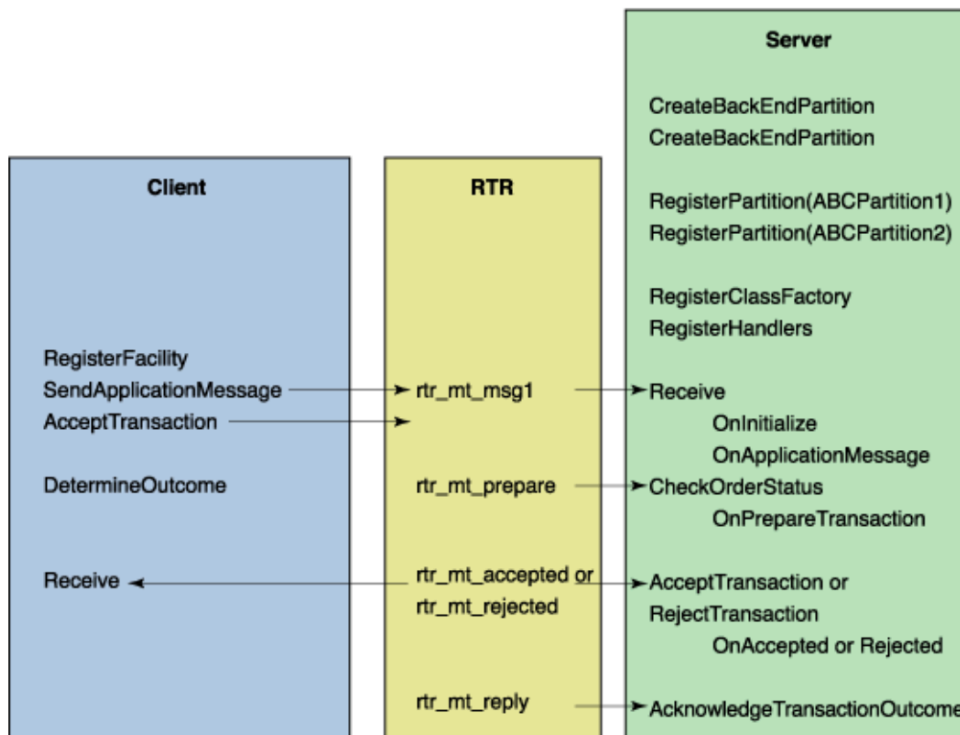 Server
CreateBackEndPartition
CreateBackEndPartition
Client
RTR
RegisterPartition(ABCPartition1)
RegisterPartition(ABCPartition2)
RegisterClassFactory
RegisterHandlers
RegisterFacility
SendApplicationMessage
rtr_mt_msg1
Receive
AcceptTransaction
OnInitialize
OnApplicationMessage
DetermineOutcome
rtr_mt_prepare
CheckOrderStatus
OnPrepareTransaction
Receive
rtr_mt_accepted or
rtr_mt_rejected
AcceptTransaction or
RejectTransaction
OnAccepted or Rejected
rtr_mt_reply
AcknowledgeTransactionOutcome